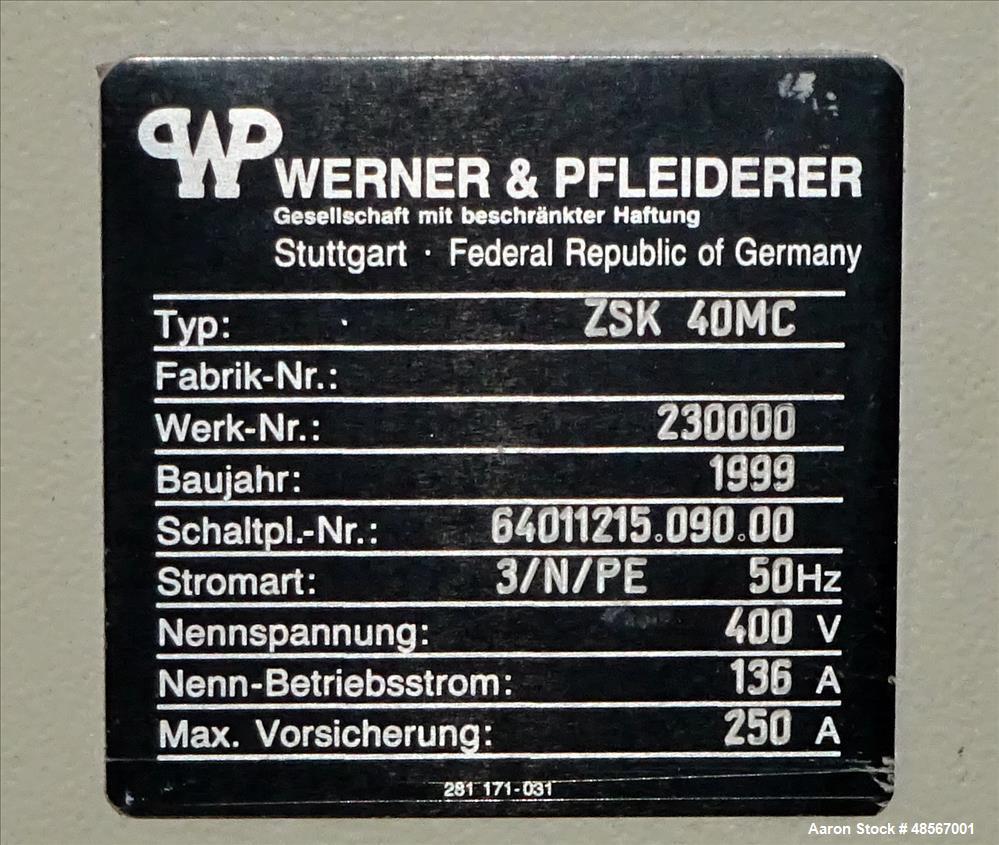 WP
WERNER & PFLEIDERER
Gesellschaft mit beschränkter Haftung
Stuttgart · Federal Republic of Germany
Typ: ZSK 40MC
Fabrik-Nr.:
Werk-Nr.: 230000
Baujahr: 1999
Schaltpl.-Nr.: 64011215.090.00
Stromart: 3/N/PE 50Hz
Nennspannung: 400 V
Nenn-Betriebsstrom: 136 A
Max. Vorsicherung: 250 A
281 171-031
Aaron Stock # 48567001